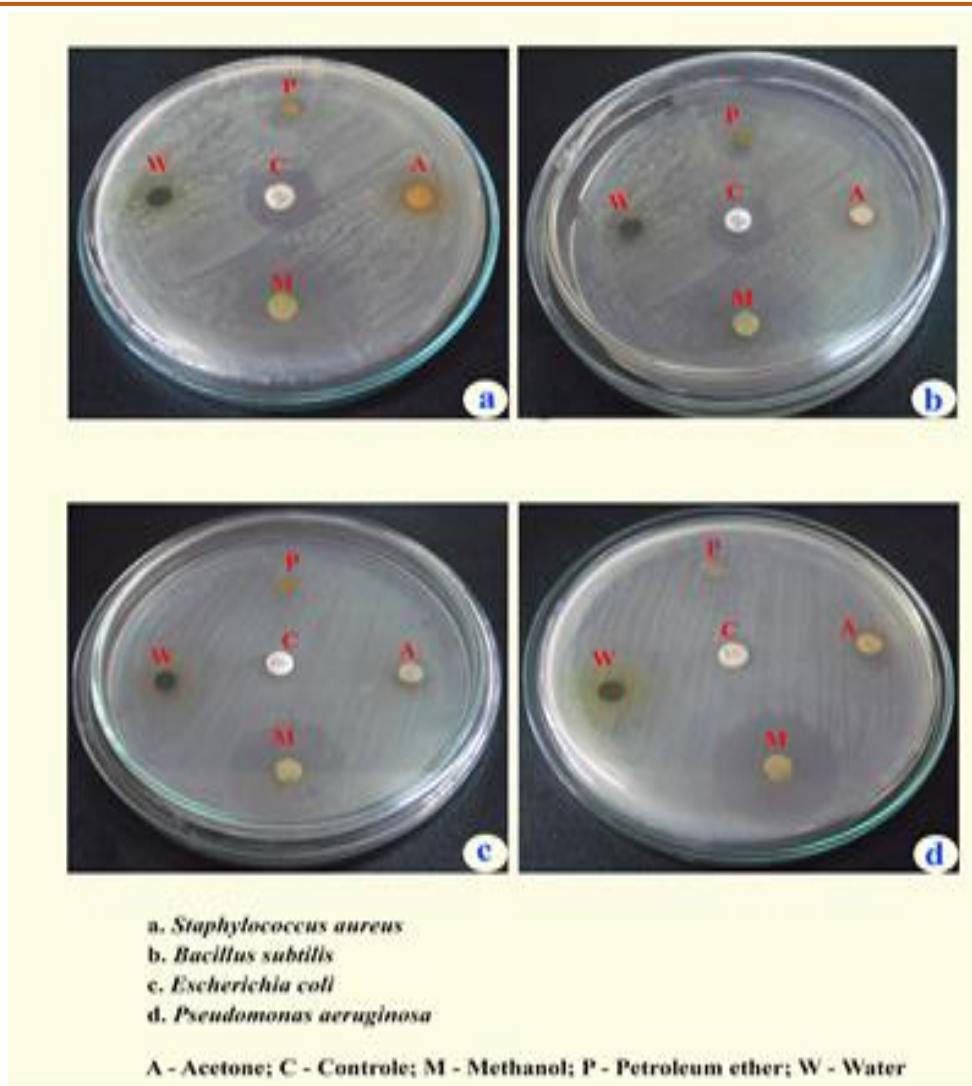 P
W
C
A
M
a
P
W
C
A
M
b
P
W
C
A
M
c
P
W
C
A
M
d
a. Staphylococcus aureus
b. Bacillus subtilis
c. Escherichia coli
d. Pseudomonas aeruginosa
A - Acetone; C - Controle; M - Methanol; P - Petroleum ether; W - Water